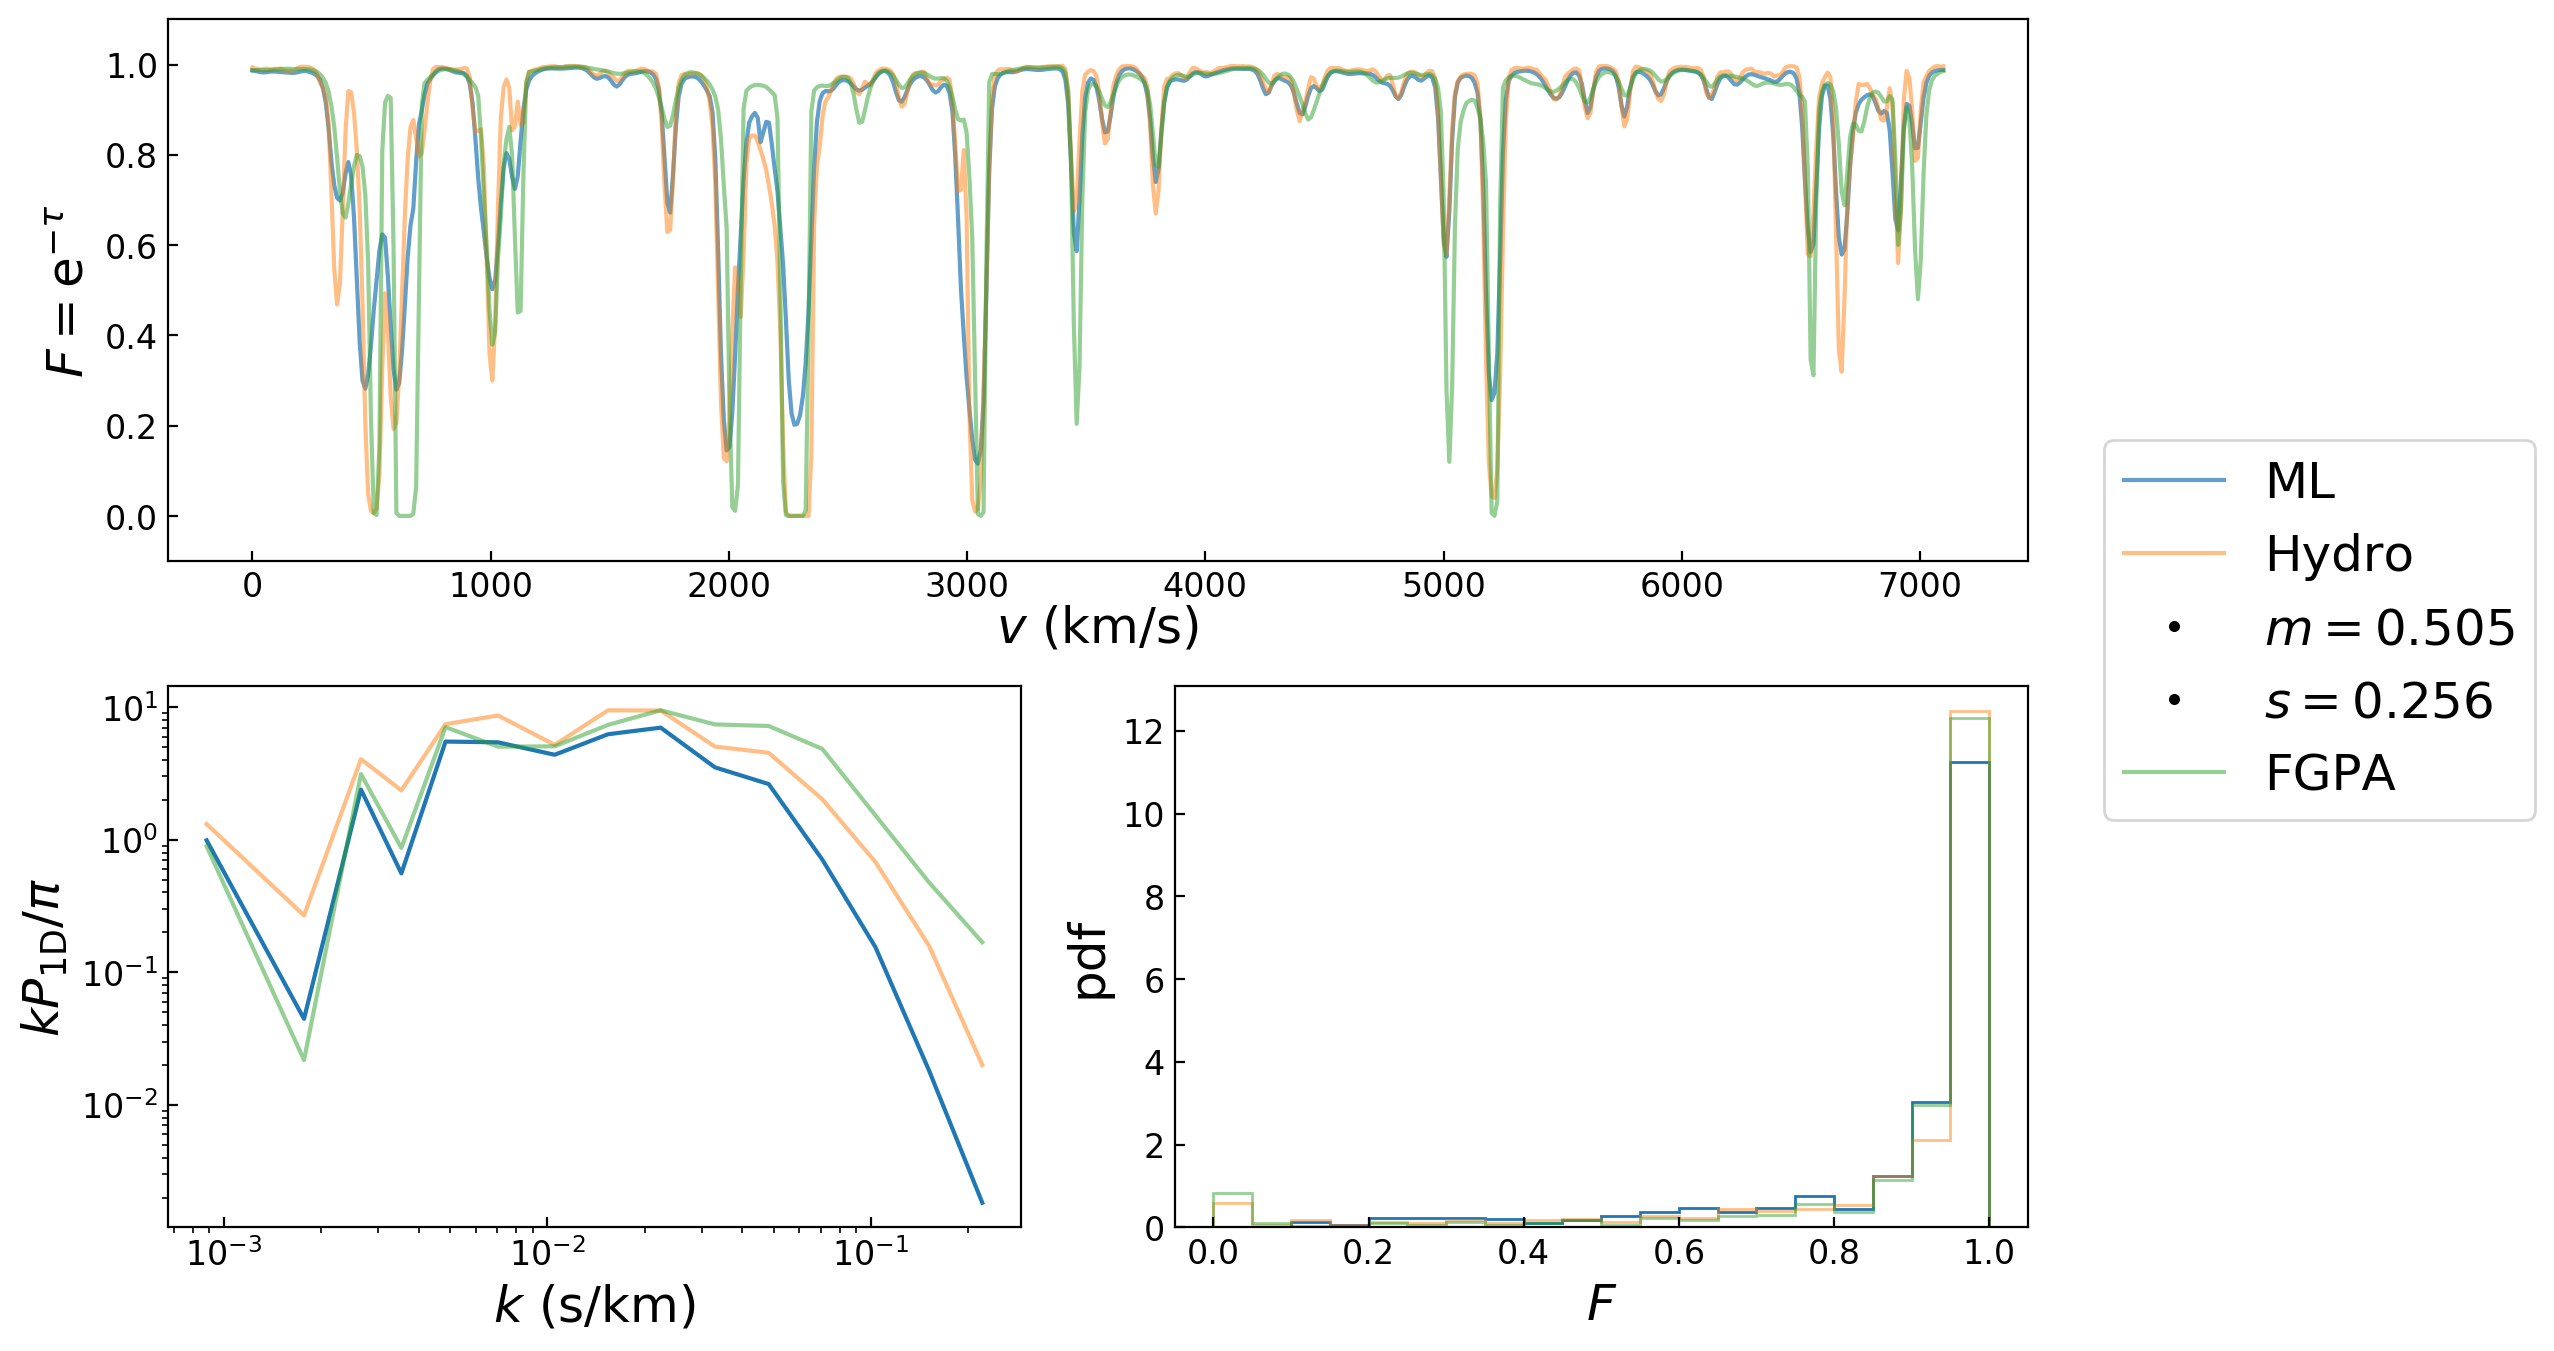 1.0
0.8
0.6
0.4
0.2
0.0
F = e^{−τ}
0 1000 2000 3000 4000 5000 6000 7000
v (km/s)
ML
Hydro
m = 0.505
s = 0.256
FGPA
10^1
10^0
10^{−1}
10^{−2}
kP_{1D}/π
10^{−3} 10^{−2} 10^{−1}
k (s/km)
12
10
8
6
4
2
0
pdf
0.0 0.2 0.4 0.6 0.8 1.0
F